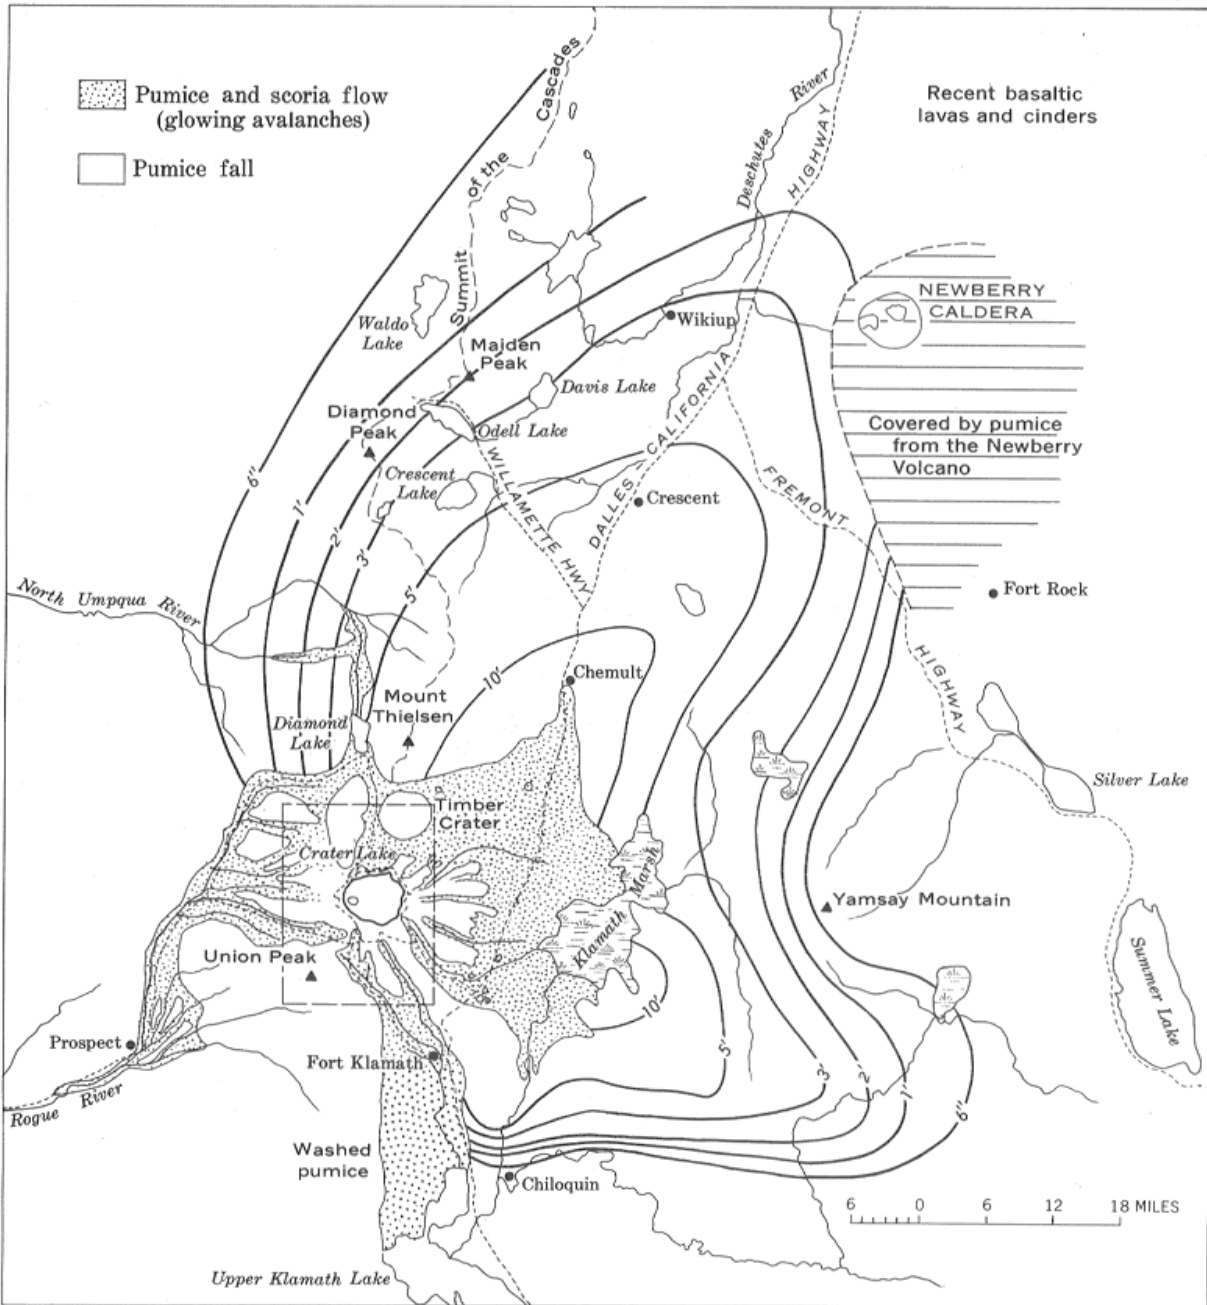 Pumice and scoria flow
(glowing avalanches)
Pumice fall
Summit of the Cascades
Deschutes River
HIGHWAY
Recent basaltic
lavas and cinders
NEWBERRY
CALDERA
Waldo
Lake
Wikiup
Maiden
Peak
Davis Lake
Diamond
Peak
Odell Lake
Covered by pumice
from the Newberry
Volcano
Crescent
Lake
WILLAMETTE HWY
DALLES - CALIFORNIA
FREMONT
Crescent
6"
1'
2'
3'
5'
North Umpqua River
Fort Rock
10'
Chemult
HIGHWAY
Mount
Thielsen
Diamond
Lake
Silver Lake
Timber
Crater
Crater Lake
Klamath Marsh
Yamsay Mountain
Union Peak
Summer Lake
10'
Prospect
5'
Fort Klamath
3'
2'
1'
6"
Rogue River
Washed
pumice
Chiloquin
6 0 6 12 18 MILES
Upper Klamath Lake